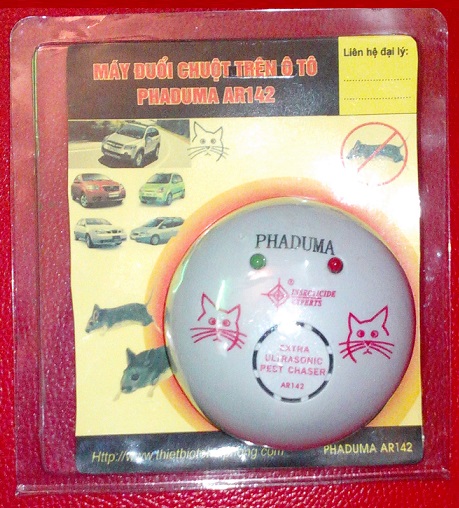 MÁY ĐUỔI CHUỘT TRÊN Ô TÔ
PHADUMA AR142
Liên hệ đại lý:
PHADUMA
®
INSECTICIDE
EXPERTS
EXTRA
ULTRASONIC
PEST CHASER
AR142
PHADUMA AR142